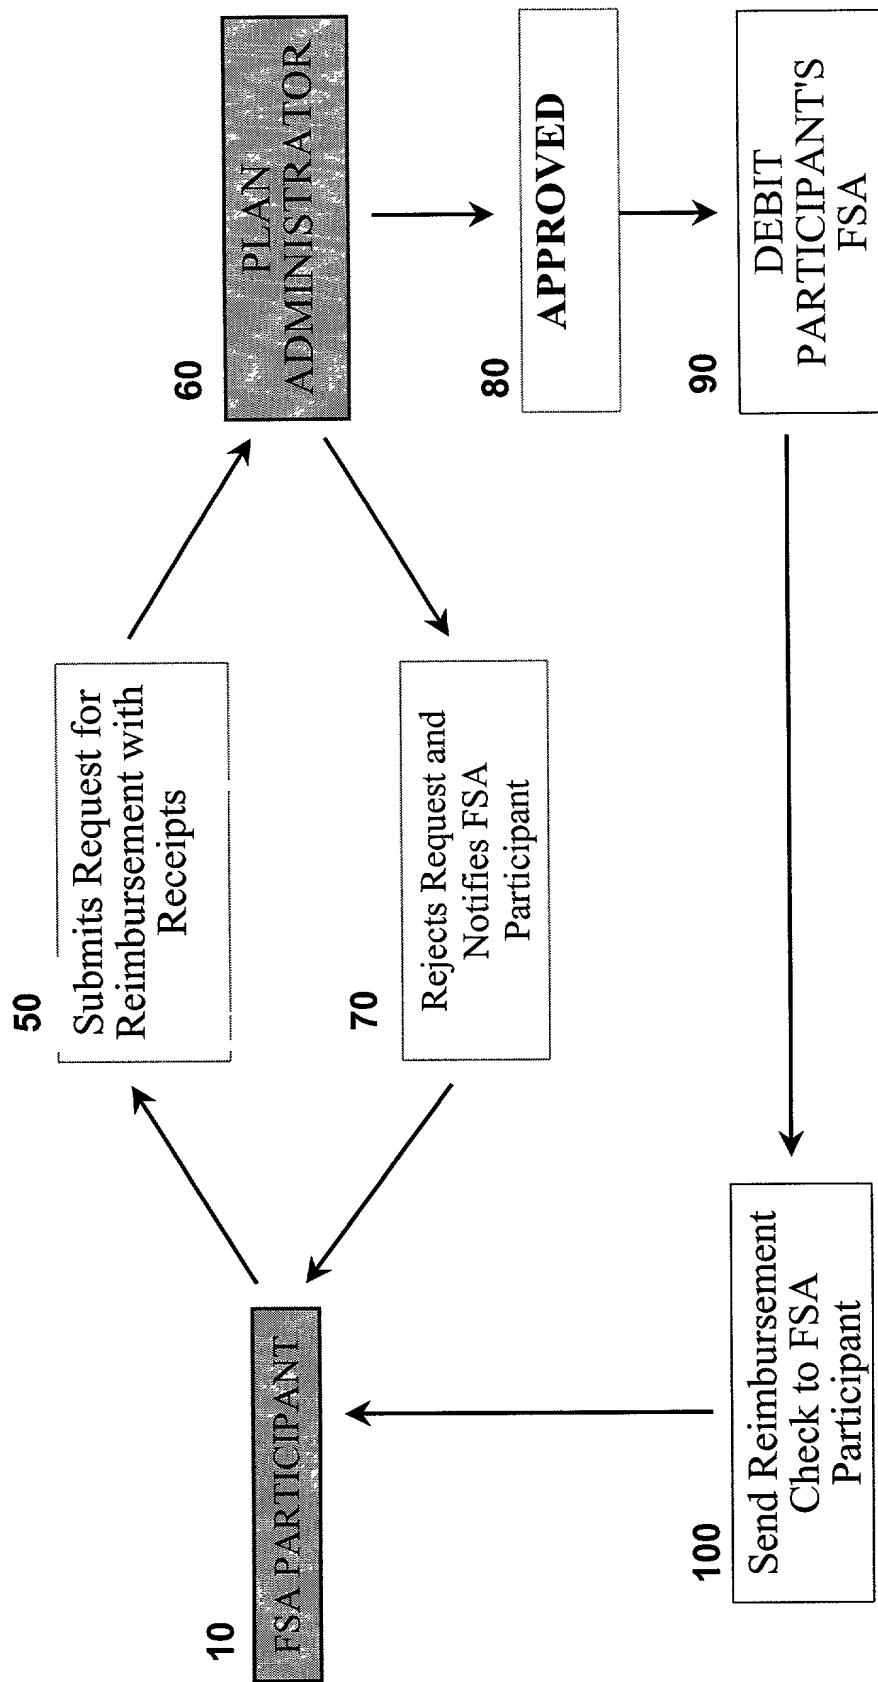 50
Submits Request for
Reimbursement with
Receipts
10
FSA PARTICIPANT
60
PLAN
ADMINISTRATOR
70
Rejects Request and
Notifies FSA
Participant
80
APPROVED
100
Send Reimbursement
Check to FSA
Participant
90
DEBIT
PARTICIPANT'S
FSA